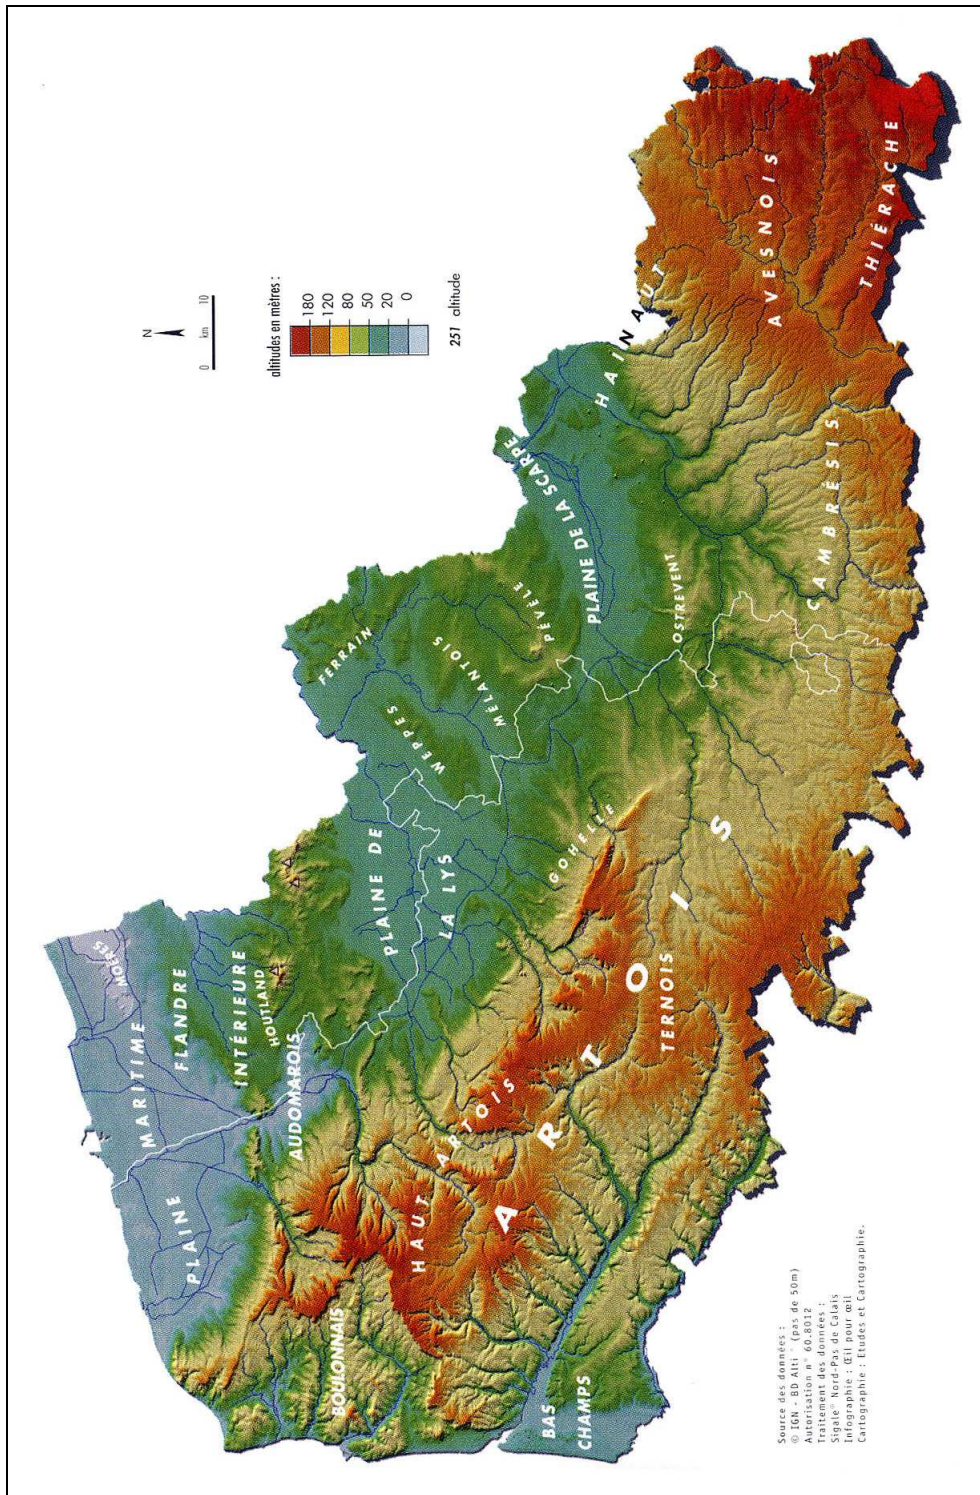 N
0 km 10
altitudes en mètres :
180
120
80
50
20
0
251 altitude
MOËRES
PLAINE MARITIME
FLANDRE
INTÉRIEURE
HOUTLAND
AUDOMAROIS
BOULONNAIS
HAUT ARTOIS
ARTOIS
TERNOIS
BAS
CHAMPS
PLAINE DE
LA LYS
GOHELLE
WEPPES
FERRAIN
MÉLANTOIS
PÉVÈLE
PLAINE DE LA SCARPE
OSTREVENT
HAINAUT
CAMBRÉSIS
AVESNOIS
THIÉRACHE
Source des données :
© IGN - BD Alti ® (pas de 50m)
Autorisation n° 60.8012
Traitement des données :
Sigale® Nord-Pas de Calais
Infographie : Œil pour œil
Cartographie : Etudes et Cartographie.